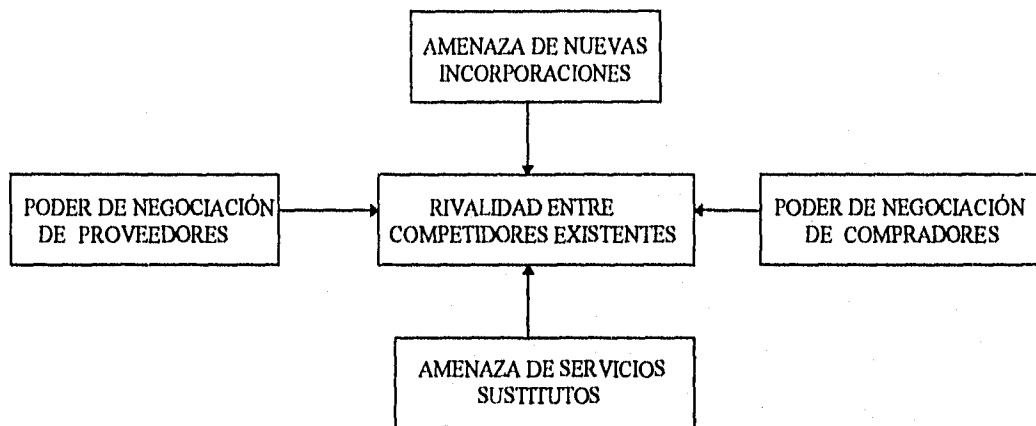 AMENAZA DE NUEVAS
INCORPORACIONES
PODER DE NEGOCIACIÓN
DE PROVEEDORES
RIVALIDAD ENTRE
COMPETIDORES EXISTENTES
PODER DE NEGOCIACIÓN
DE COMPRADORES
AMENAZA DE SERVICIOS
SUSTITUTOS